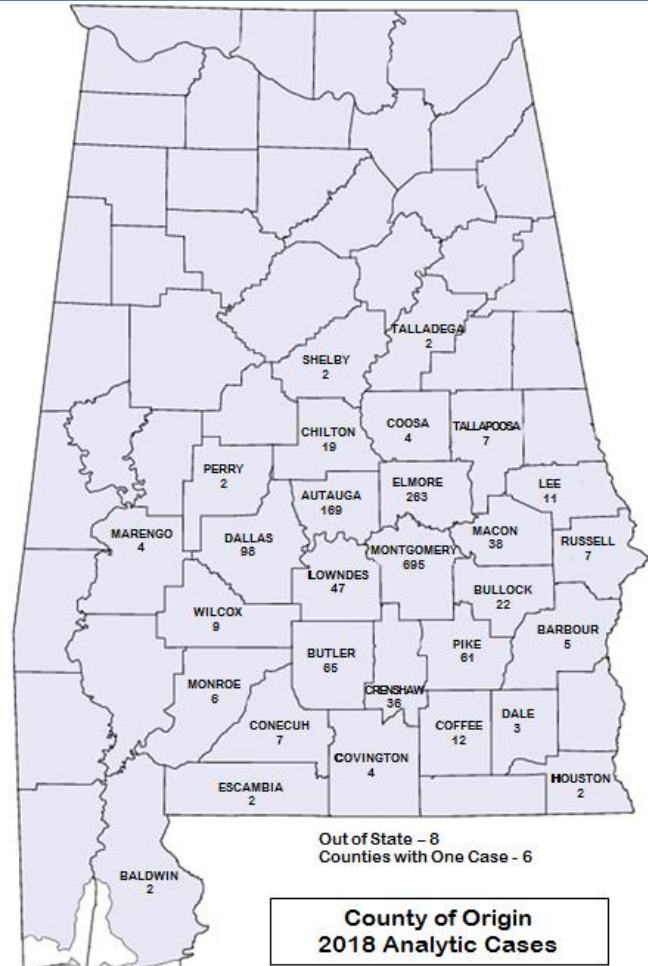 TALLADEGA
2
SHELBY
2
CHILTON
19
COOSA
4
TALLAPOOSA
7
PERRY
2
AUTAUGA
169
ELMORE
263
LEE
11
MARENGO
4
DALLAS
98
LOWNDES
47
MONTGOMERY
695
MACON
38
RUSSELL
7
BULLOCK
22
WILCOX
9
BUTLER
65
PIKE
61
BARBOUR
5
MONROE
6
CRENSHAW
36
CONECUH
7
COFFEE
12
DALE
3
COVINGTON
4
ESCAMBIA
2
HOUSTON
2
Out of State – 8
Counties with One Case - 6
BALDWIN
2
County of Origin
2018 Analytic Cases